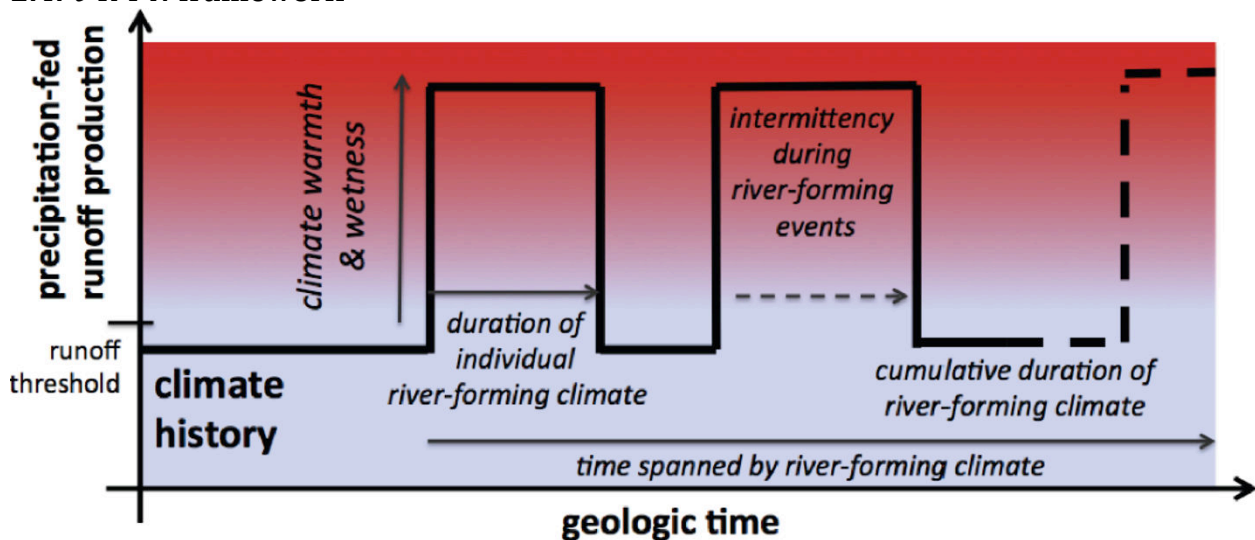 precipitation-fed
runoff production
runoff
threshold
climate
history
climate warmth
& wetness
duration of
individual
river-forming climate
intermittency
during
river-forming
events
cumulative duration of
river-forming climate
time spanned by river-forming climate
geologic time